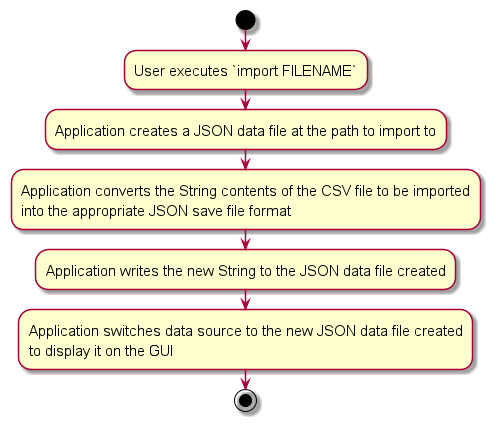 User executes `import FILENAME`
Application creates a JSON data file at the path to import to
Application converts the String contents of the CSV file to be imported
into the appropriate JSON save file format
Application writes the new String to the JSON data file created
Application switches data source to the new JSON data file created
to display it on the GUI